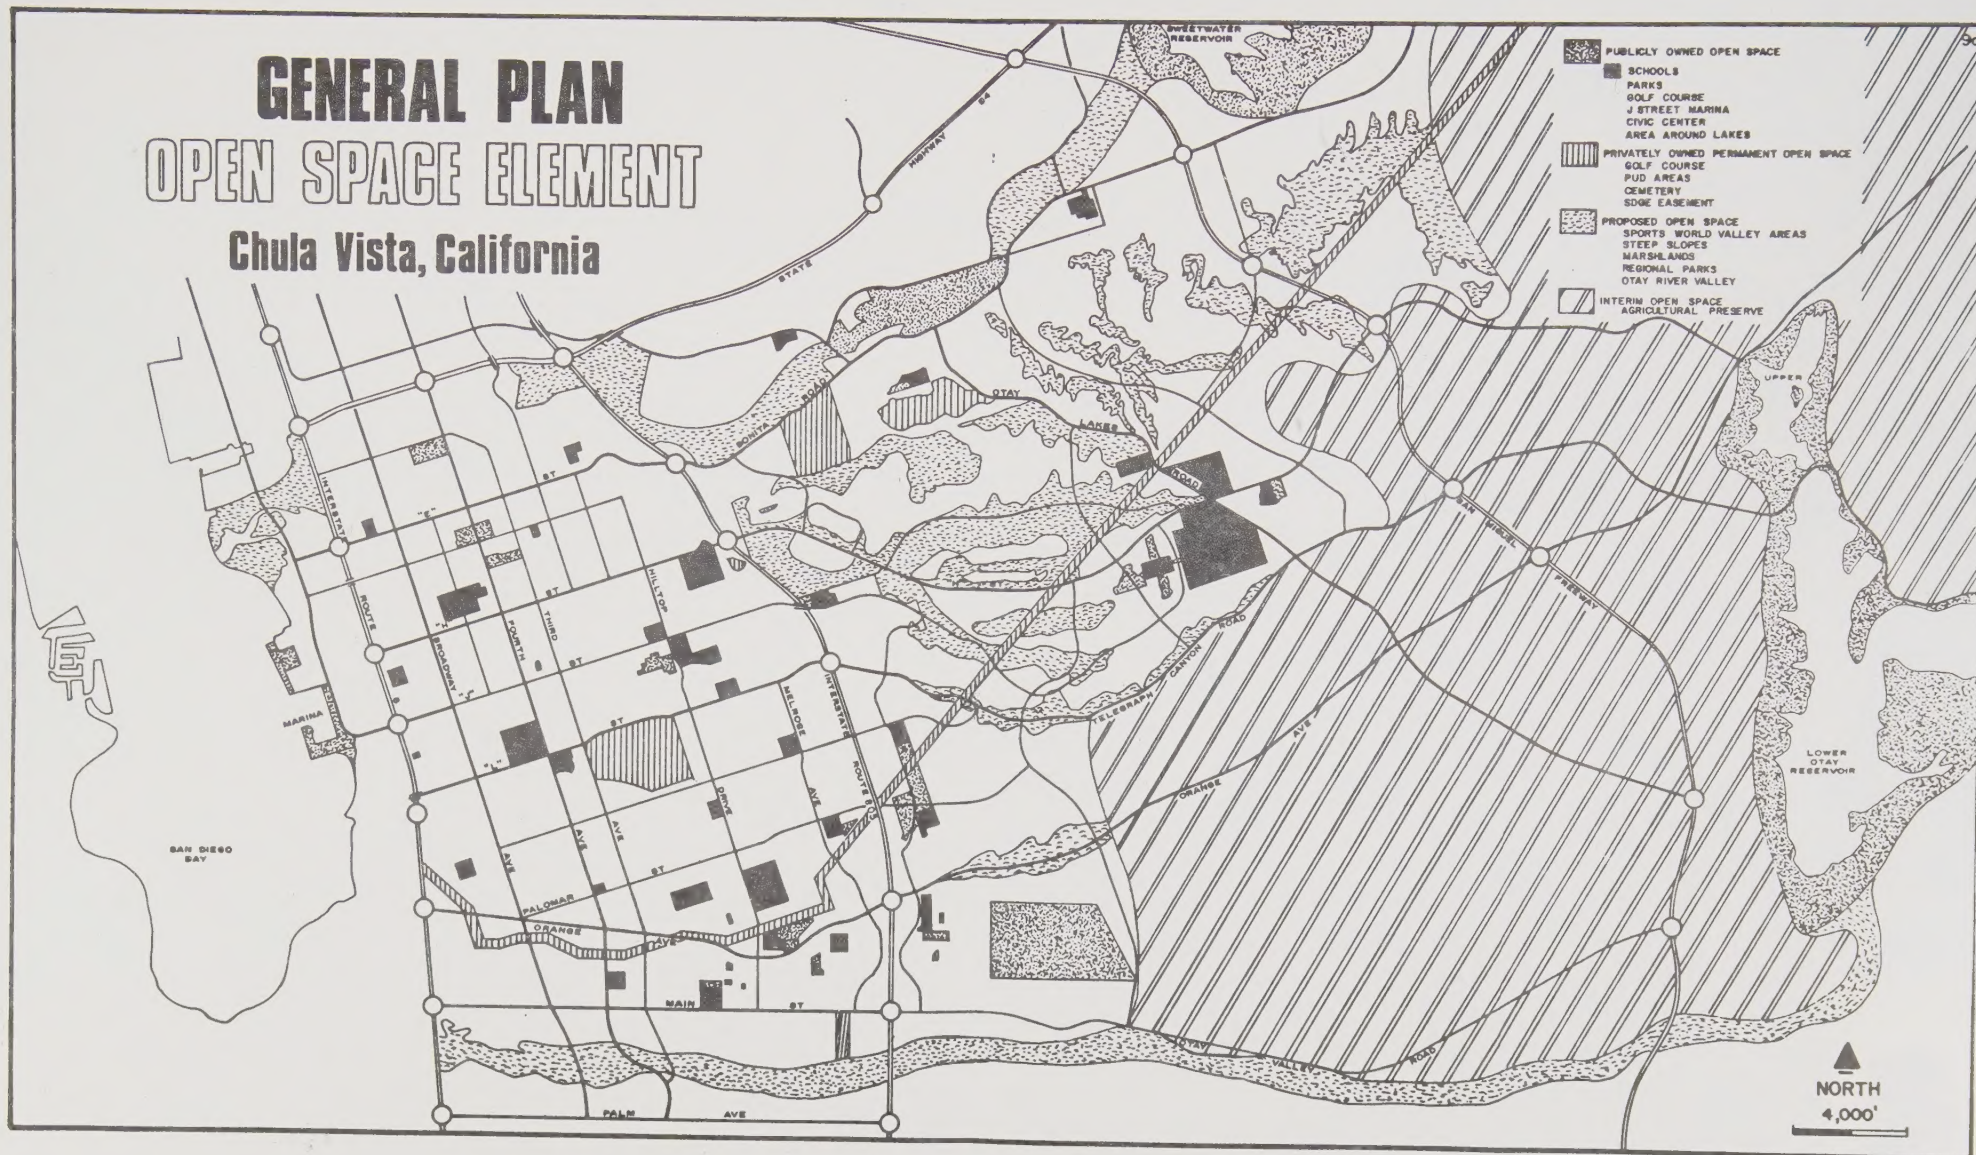 GENERAL PLAN
OPEN SPACE ELEMENT
Chula Vista, California
SWEETWATER
RESERVOIR
PUBLICLY OWNED OPEN SPACE
SCHOOLS
PARKS
GOLF COURSE
J STREET MARINA
CIVIC CENTER
AREA AROUND LAKES
PRIVATELY OWNED PERMANENT OPEN SPACE
GOLF COURSE
PUD AREAS
CEMETERY
SDGE EASEMENT
PROPOSED OPEN SPACE
SPORTS WORLD VALLEY AREAS
STEEP SLOPES
MARSHLANDS
REGIONAL PARKS
OTAY RIVER VALLEY
INTERIM OPEN SPACE
AGRICULTURAL PRESERVE
STATE
HIGHWAY
54
BONITA
ROAD
OTAY
LAKES
ROAD
UPPER
INTERSTATE
ROUTE
5
"E"
ST
ST
"J"
ST
"L"
ST
BROADWAY
FOURTH
THIRD
HILLTOP
DRIVE
MELROSE
AVE
INTERSTATE
ROUTE 805
AVE
AVE
AVE
TELEGRAPH
CANYON
ROAD
SAN MIGUEL
FREEWAY
ORANGE
AVE
MARINA
SAN DIEGO
BAY
LOWER
OTAY
RESERVOIR
PALOMAR
ST
ORANGE
AVE
MAIN
ST
OTAY
VALLEY
ROAD
PALM
AVE
NORTH
4,000'